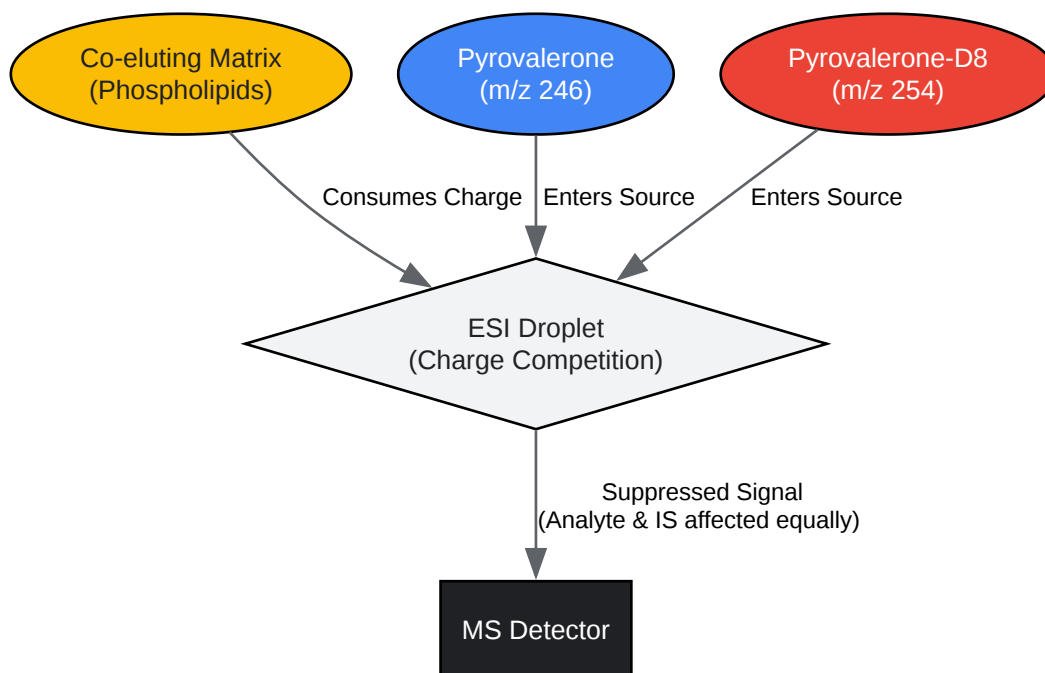 Co-eluting Matrix
(Phospholipids)
Pyrovalerone
(m/z 246)
Pyrovalerone-D8
(m/z 254)
Consumes Charge
Enters Source
Enters Source
ESI Droplet
(Charge Competition)
Suppressed Signal
(Analyte & IS affected equally)
MS Detector